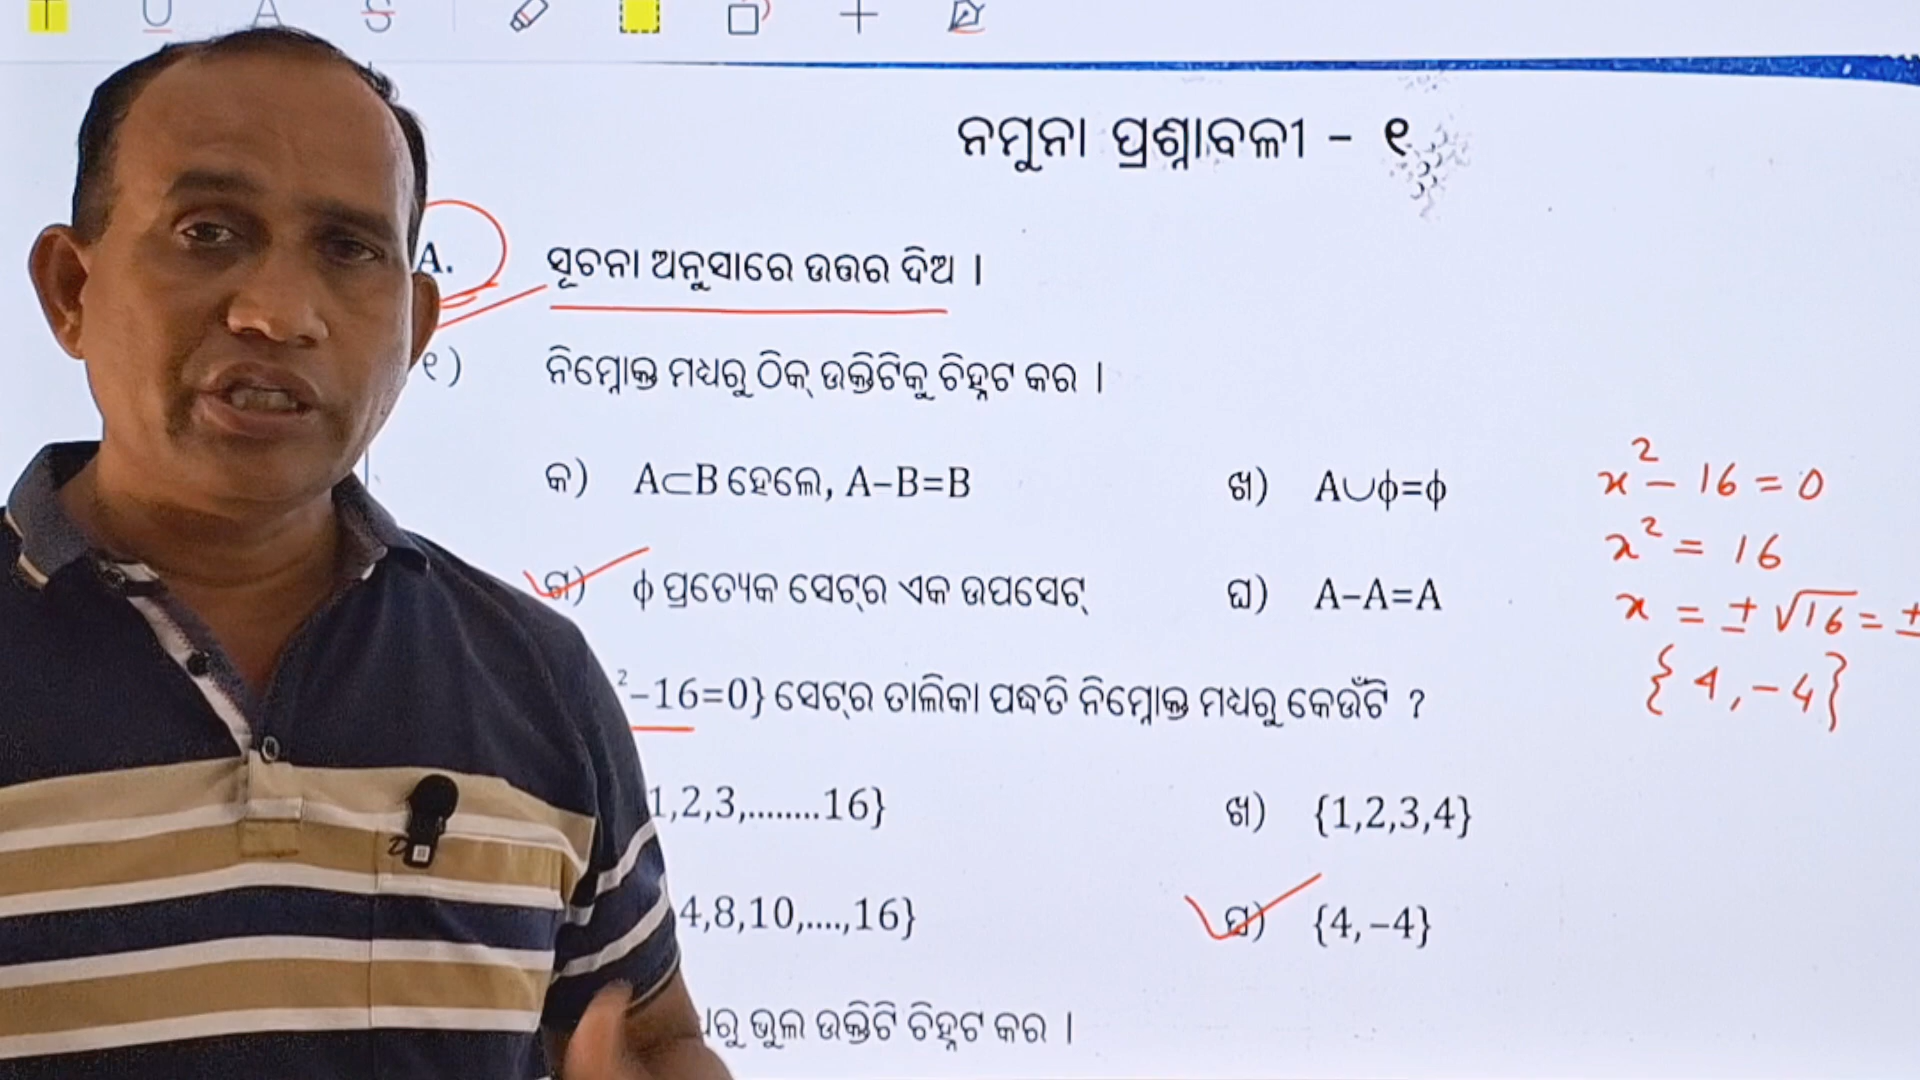 ନମୁନା ପ୍ରଶ୍ନାବଳୀ - ୧
A. ସୂଚନା ଅନୁସାରେ ଉତ୍ତର ଦିଅ ।
୧) ନିମ୍ନୋକ୍ତ ମଧ୍ୟରୁ ଠିକ୍ ଉକ୍ତିଟିକୁ ଚିହ୍ନଟ କର ।
କ) A⊂B ହେଲେ, A–B=B ଖ) A∪ϕ=ϕ
ଗ) ϕ ପ୍ରତ୍ୟେକ ସେଟ୍‌ର ଏକ ଉପସେଟ୍ ଘ) A–A=A
²–16=0} ସେଟ୍‌ର ତାଲିକା ପଦ୍ଧତି ନିମ୍ନୋକ୍ତ ମଧ୍ୟରୁ କେଉଁଟି ?
1,2,3,........16} ଖ) {1,2,3,4}
4,8,10,....,16} ଘ) {4,–4}
ଭୁଲ ଉକ୍ତିଟି ଚିହ୍ନଟ କର ।
x² – 16 = 0
x² = 16
x = ± √16 = ±
{4, –4}